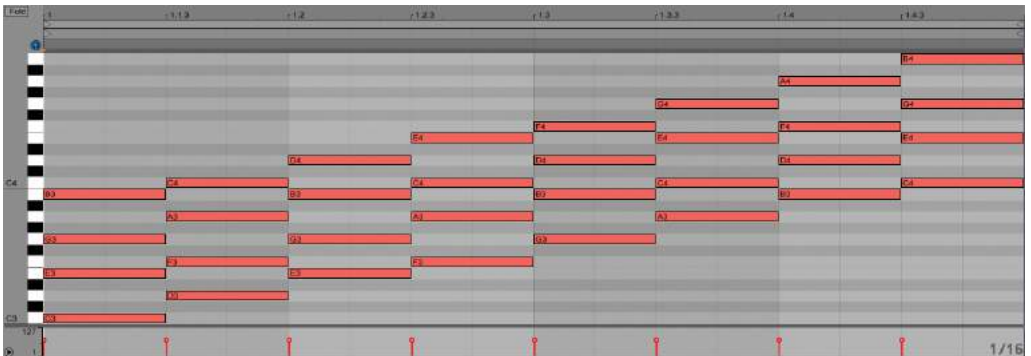 Fold 1 1.1.3 1.2 1.2.3 1.3 1.3.3 1.4 1.4.3
B4
A4
G4 G4
F4 F4
E4 E4 E4
D4 D4 D4
C4 C4 C4 C4 C4
B3 B3 B3 B3
A3 A3 A3
G3 G3 G3
F3 F3
E3 E3
D3
C3 C3
127
1 1/16